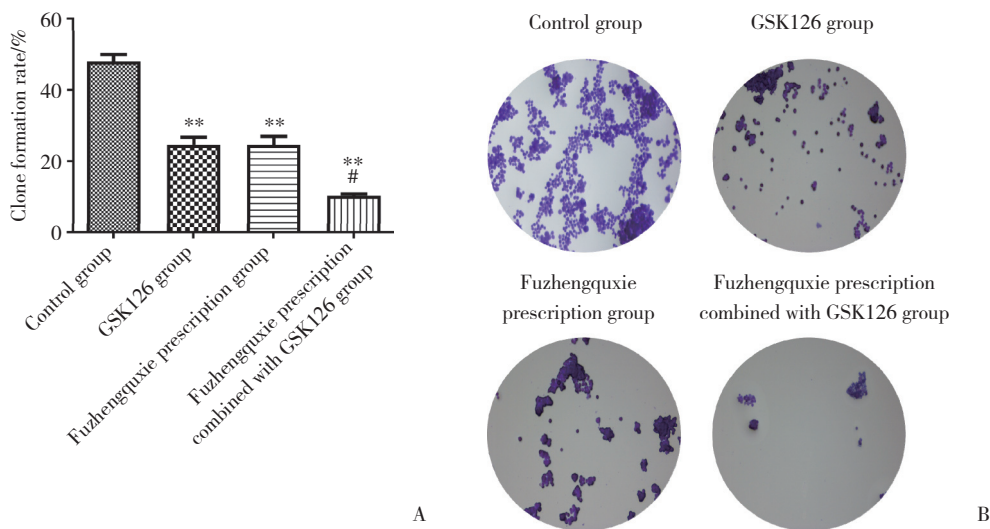 60
40
20
0
Clone formation rate/%
**
**
**
#
Control group
GSK126 group
Fuzhengquxie prescription group
Fuzhengquxie prescription
combined with GSK126 group
A
Control group
GSK126 group
Fuzhengquxie
prescription group
Fuzhengquxie prescription
combined with GSK126 group
B